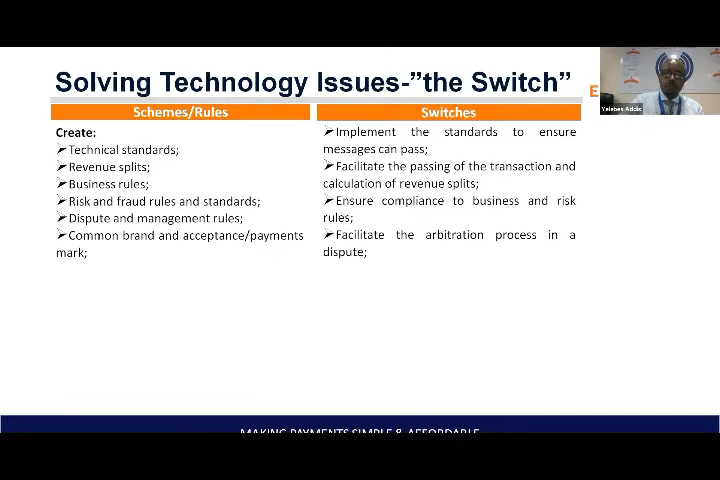 Solving Technology Issues-”the Switch”
E
Yelebes Addis
Schemes/Rules
Create:
➢Technical standards;
➢Revenue splits;
➢Business rules;
➢Risk and fraud rules and standards;
➢Dispute and management rules;
➢Common brand and acceptance/payments
mark;
Switches
➢Implement the standards to ensure
messages can pass;
➢Facilitate the passing of the transaction and
calculation of revenue splits;
➢Ensure compliance to business and risk
rules;
➢Facilitate the arbitration process in a
dispute;
MAKING PAYMENTS SIMPLE & AFFORDABLE